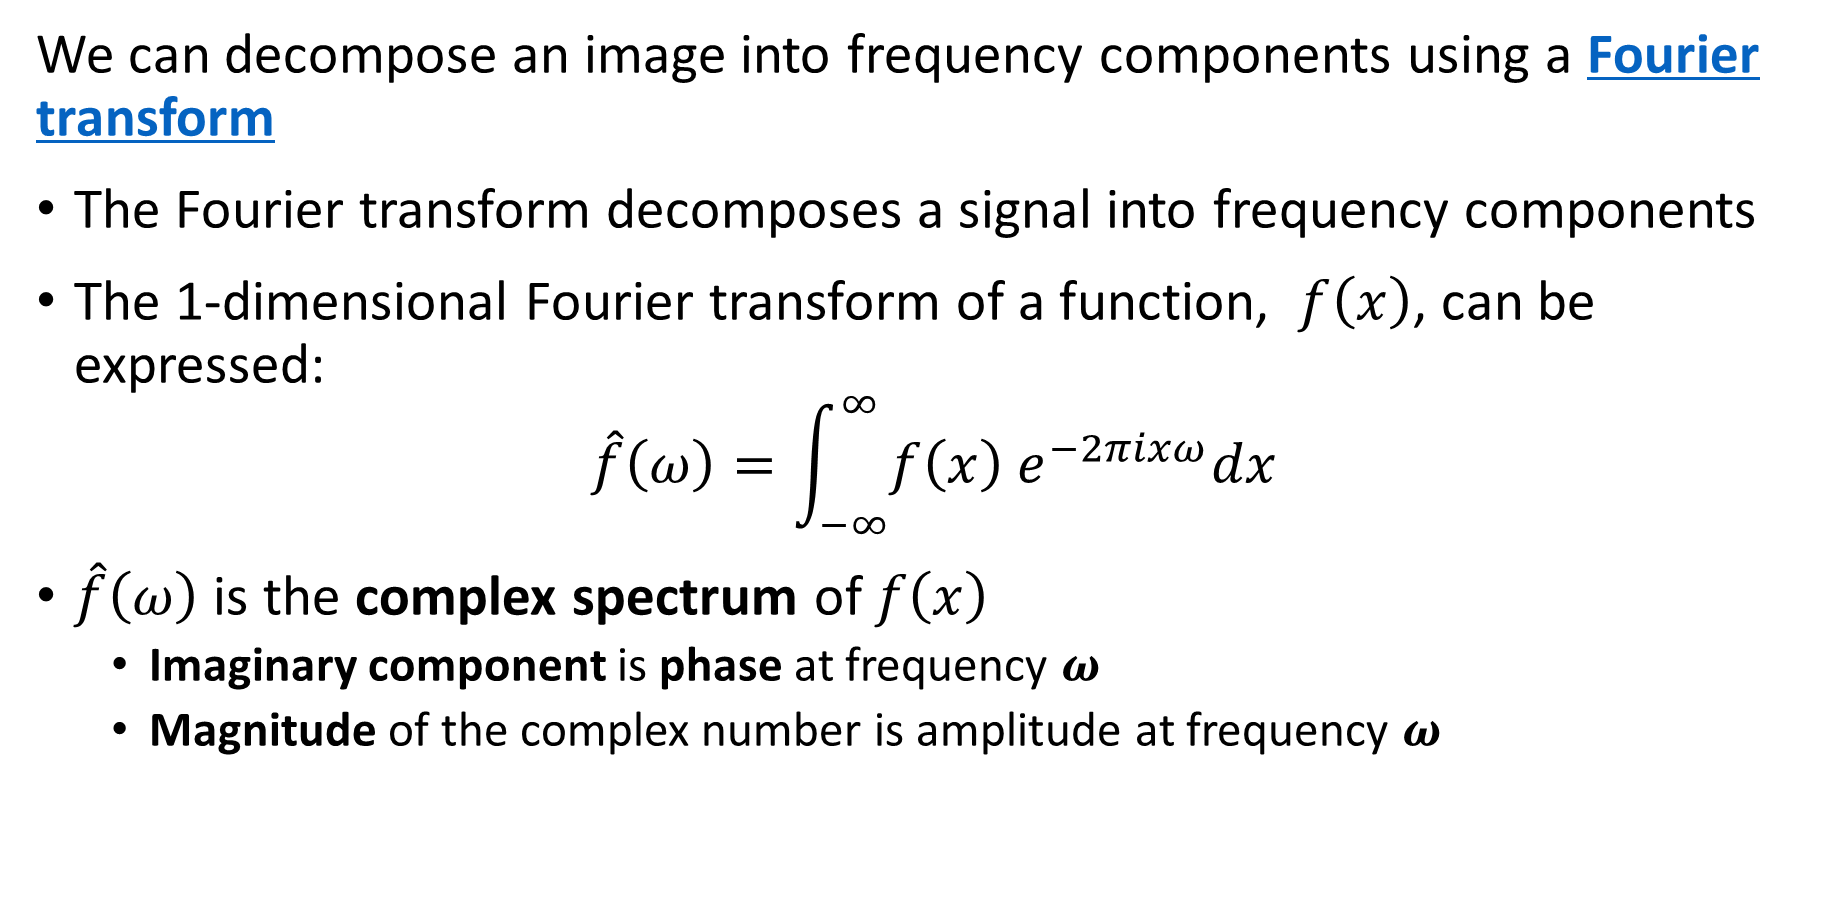 We can decompose an image into frequency components using a Fourier
transform
• The Fourier transform decomposes a signal into frequency components
• The 1-dimensional Fourier transform of a function, f(x), can be
expressed:
f̂(ω) = ∫_{−∞}^{∞} f(x) e^{−2πixω} dx
• f̂(ω) is the complex spectrum of f(x)
• Imaginary component is phase at frequency ω
• Magnitude of the complex number is amplitude at frequency ω